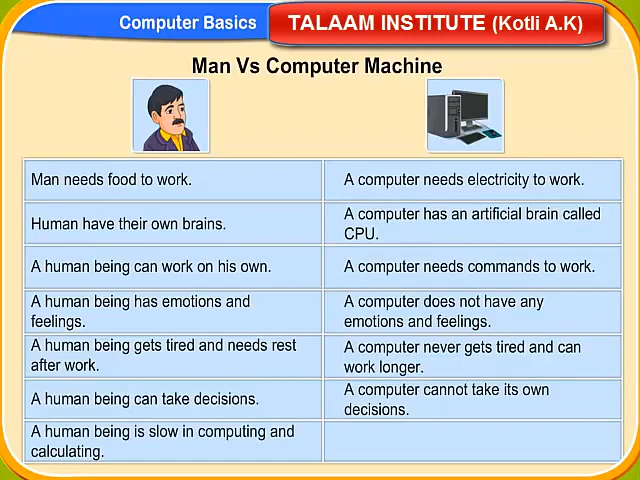 Computer Basics
TALAAM INSTITUTE (Kotli A.K)
Man Vs Computer Machine
Man needs food to work.
A computer needs electricity to work.
Human have their own brains.
A computer has an artificial brain called
CPU.
A human being can work on his own.
A computer needs commands to work.
A human being has emotions and
feelings.
A computer does not have any
emotions and feelings.
A human being gets tired and needs rest
after work.
A computer never gets tired and can
work longer.
A human being can take decisions.
A computer cannot take its own
decisions.
A human being is slow in computing and
calculating.